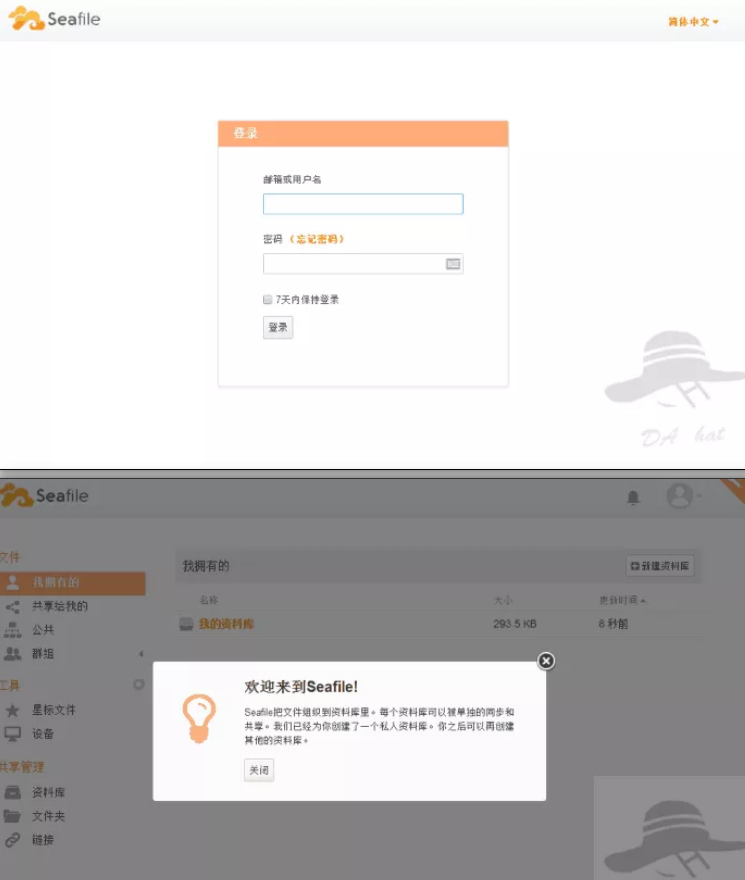 Seafile
简体中文
登录
邮箱或用户名
密码（忘记密码）
7天内保持登录
登录
DA hat
Seafile
文件
我拥有的
新建资料库
我拥有的
名称 大小 更新时间
共享给我的
我的资料库 293.5 KB 8 秒前
公共
群组
工具
星标文件
设备
欢迎来到Seafile!
Seafile把文件组织到资料库里。每个资料库可以被单独的同步和
共享。我们已经为你创建了一个私人资料库。你之后可以再创建
其他的资料库。
关闭
共享管理
资料库
文件夹
链接